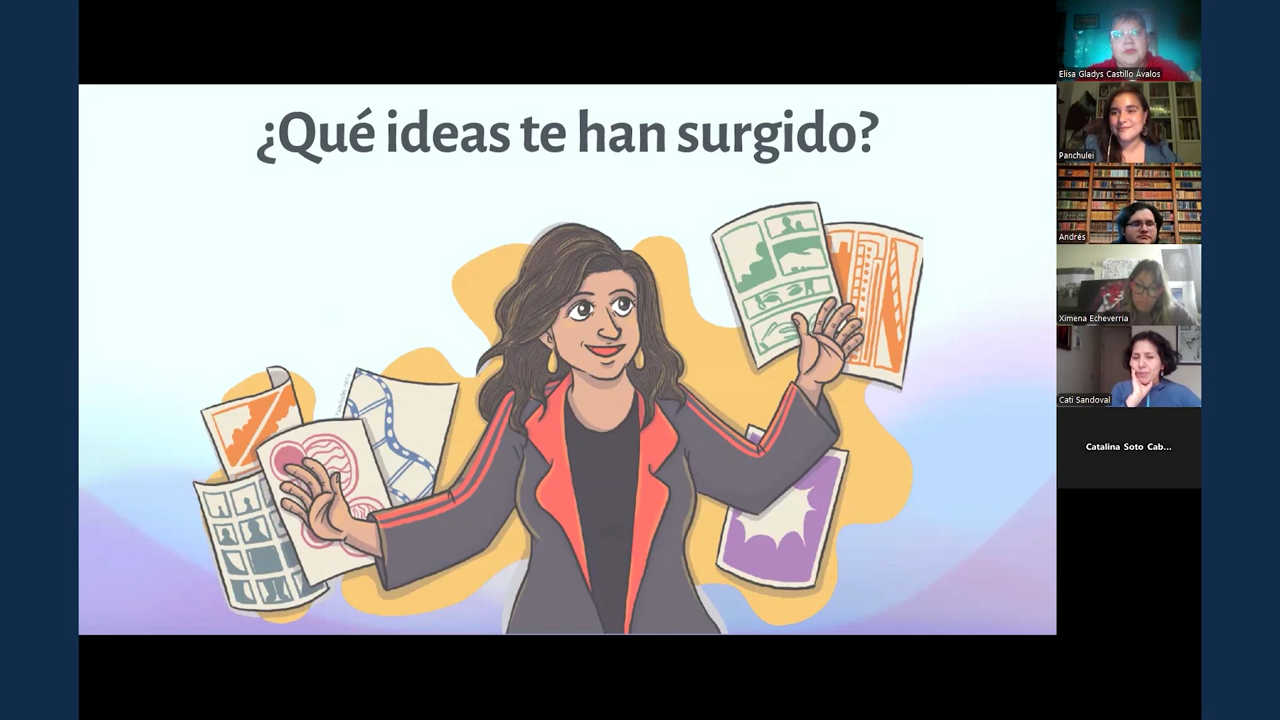 ¿Qué ideas te han surgido?
Elisa Gladys Castillo Ávalos
Panchulei
Andrés
Ximena Echeverria
Cati Sandoval
Catalina Soto Cab...